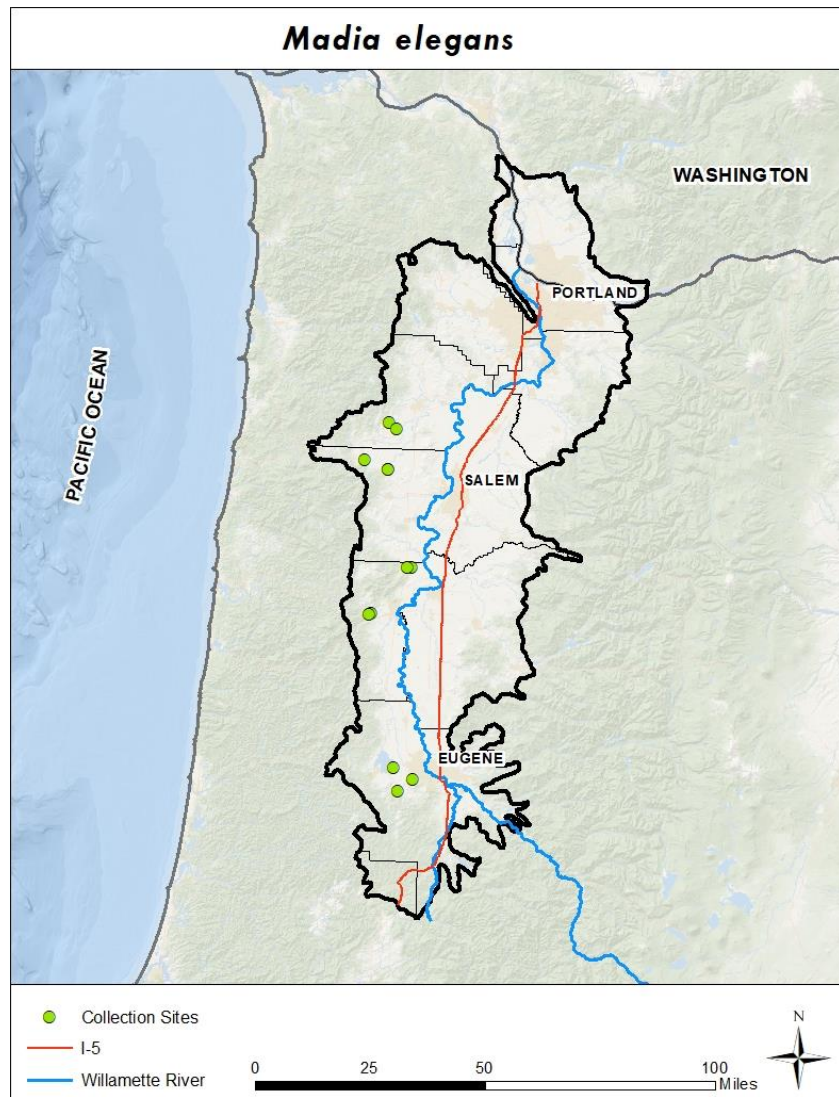 Madia elegans
WASHINGTON
PORTLAND
PACIFIC OCEAN
SALEM
EUGENE
Collection Sites
I-5
Willamette River
0 25 50 100
Miles
N